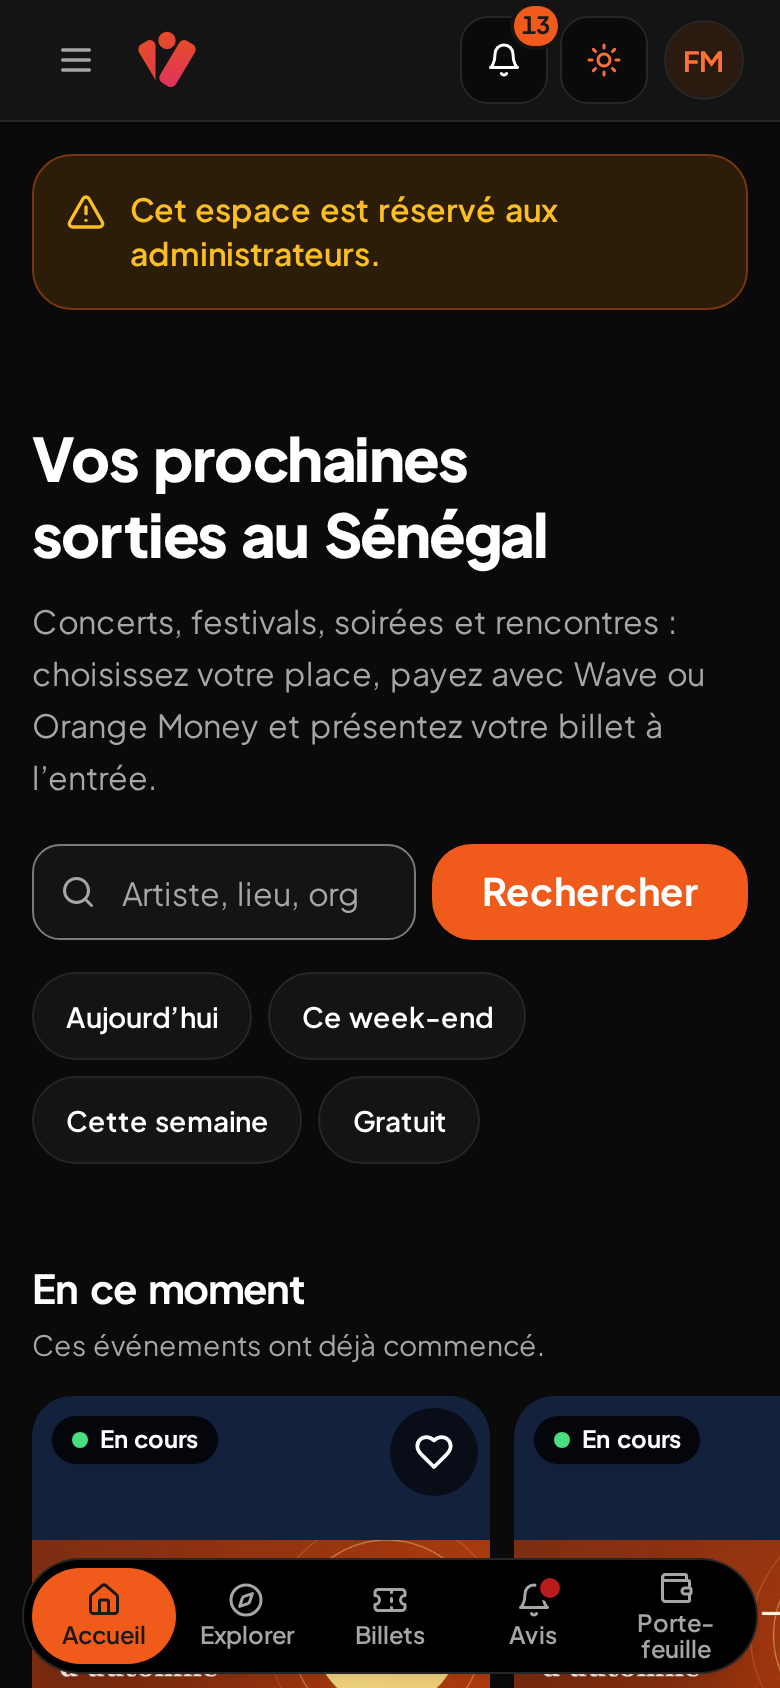 13
FM
Cet espace est réservé aux
administrateurs.
Vos prochaines
sorties au Sénégal
Concerts, festivals, soirées et rencontres :
choisissez votre place, payez avec Wave ou
Orange Money et présentez votre billet à
l’entrée.
Artiste, lieu, org
Rechercher
Aujourd’hui
Ce week-end
Cette semaine
Gratuit
En ce moment
Ces événements ont déjà commencé.
En cours
En cours
Accueil
Explorer
Billets
Avis
Porte-
feuille